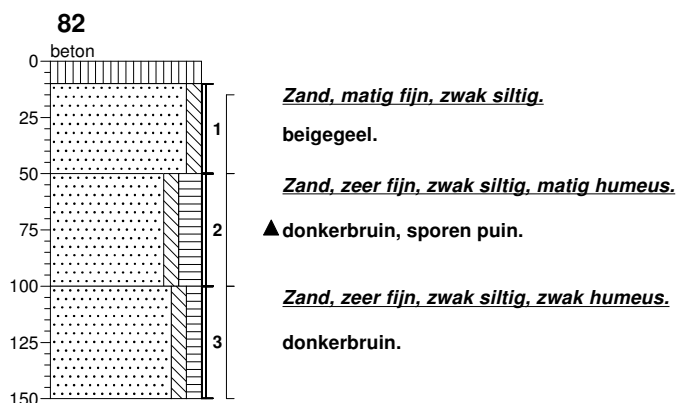 82
beton
0
25
50
75
100
125
150
1
2
3
Zand, matig fijn, zwak siltig.
beigegeel.
Zand, zeer fijn, zwak siltig, matig humeus.
donkerbruin, sporen puin.
Zand, zeer fijn, zwak siltig, zwak humeus.
donkerbruin.